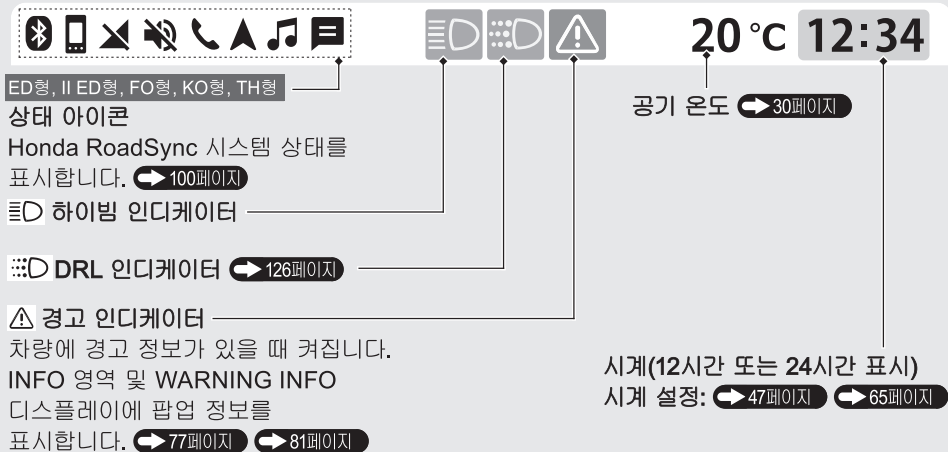 20 °C 12:34
ED형, II ED형, FO형, KO형, TH형
상태 아이콘
Honda RoadSync 시스템 상태를
표시합니다. 100페이지
하이빔 인디케이터
DRL 인디케이터 126페이지
경고 인디케이터
차량에 경고 정보가 있을 때 켜집니다.
INFO 영역 및 WARNING INFO
디스플레이에 팝업 정보를
표시합니다. 77페이지 81페이지
공기 온도 30페이지
시계(12시간 또는 24시간 표시)
시계 설정: 47페이지 65페이지